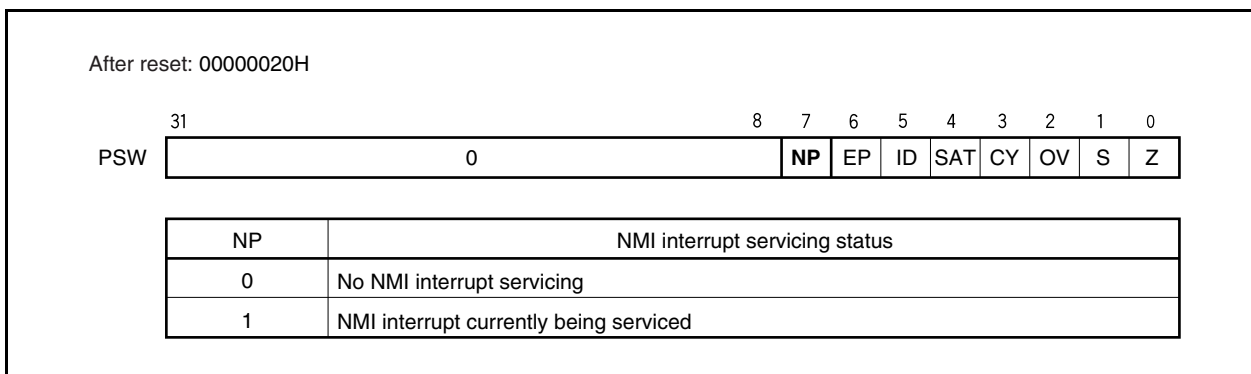 After reset: 00000020H
31 8 7 6 5 4 3 2 1 0
PSW 0 NP EP ID SAT CY OV S Z
NP NMI interrupt servicing status
0 No NMI interrupt servicing
1 NMI interrupt currently being serviced